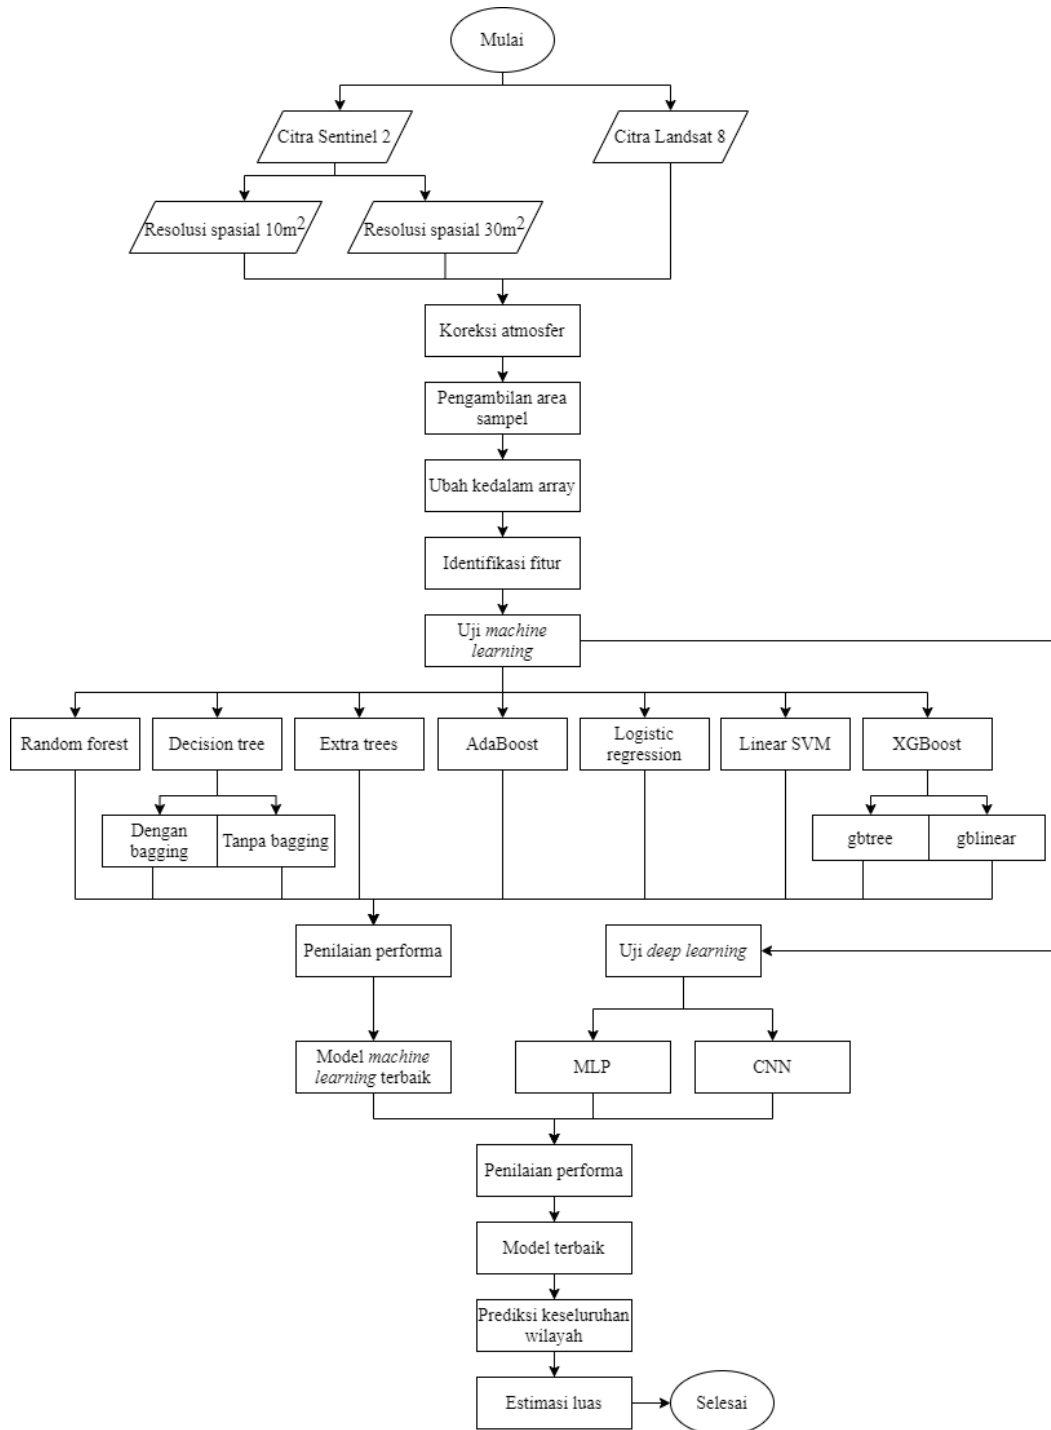 Mulai
Citra Sentinel 2
Citra Landsat 8
Resolusi spasial 10m²
Resolusi spasial 30m²
Koreksi atmosfer
Pengambilan area
sampel
Ubah kedalam array
Identifikasi fitur
Uji machine
learning
Random forest
Decision tree
Extra trees
AdaBoost
Logistic
regression
Linear SVM
XGBoost
Dengan
bagging
Tanpa bagging
gbtree
gblinear
Penilaian performa
Uji deep learning
Model machine
learning terbaik
MLP
CNN
Penilaian performa
Model terbaik
Prediksi keseluruhan
wilayah
Estimasi luas
Selesai